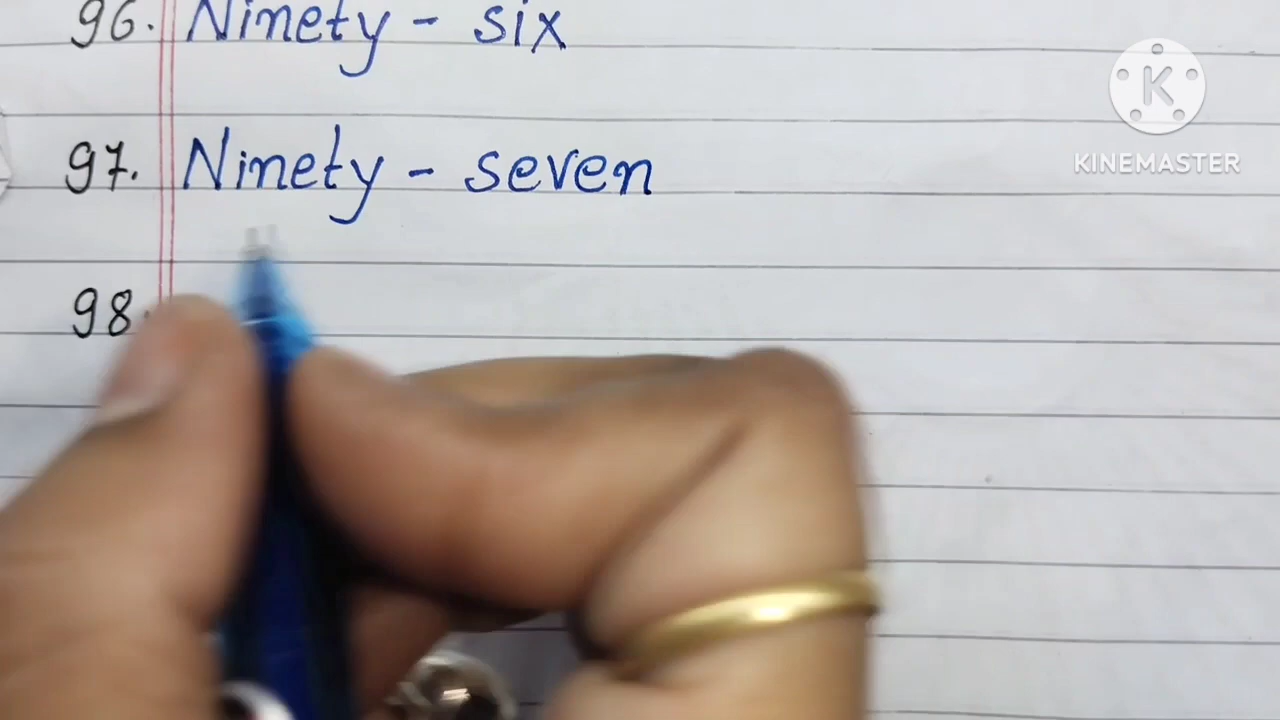 96. Ninety - six
97. Ninety - seven
98.
K
KINEMASTER